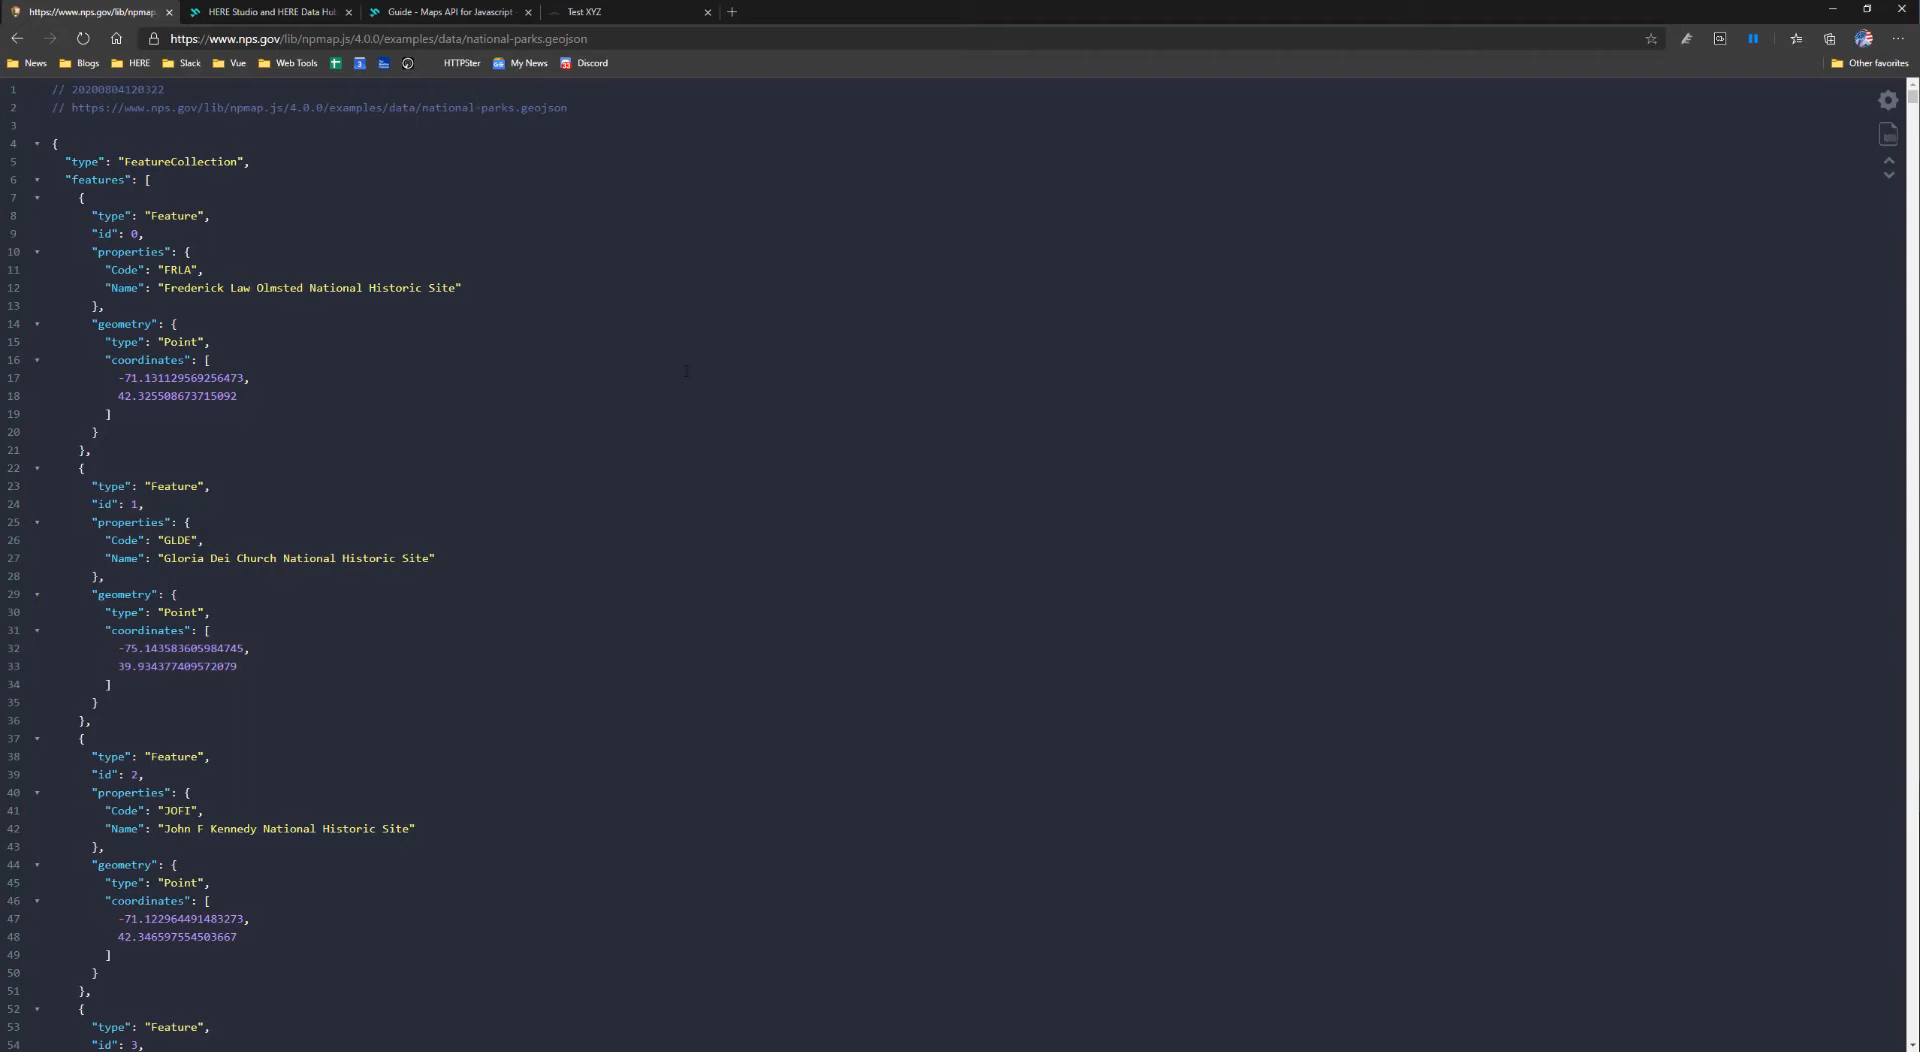 https://www.nps.gov/lib/npmap.
HERE Studio and HERE Data Hu
Guide - Maps API for Javascript -
Test XYZ
https://www.nps.gov/lib/npmap.js/4.0.0/examples/data/national-parks.geojson
News Blogs HERE Slack Vue Web Tools HTTPSter My News Discord Other favorites
1 // 20200804120322
2 // https://www.nps.gov/lib/npmap.js/4.0.0/examples/data/national-parks.geojson
3
4 {
5 "type": "FeatureCollection",
6 "features": [
7 {
8 "type": "Feature",
9 "id": 0,
10 "properties": {
11 "Code": "FRLA",
12 "Name": "Frederick Law Olmsted National Historic Site"
13 },
14 "geometry": {
15 "type": "Point",
16 "coordinates": [
17 -71.131129569256473,
18 42.325508673715092
19 ]
20 }
21 },
22 {
23 "type": "Feature",
24 "id": 1,
25 "properties": {
26 "Code": "GLDE",
27 "Name": "Gloria Dei Church National Historic Site"
28 },
29 "geometry": {
30 "type": "Point",
31 "coordinates": [
32 -75.143583605984745,
33 39.934377409572079
34 ]
35 }
36 },
37 {
38 "type": "Feature",
39 "id": 2,
40 "properties": {
41 "Code": "JOFI",
42 "Name": "John F Kennedy National Historic Site"
43 },
44 "geometry": {
45 "type": "Point",
46 "coordinates": [
47 -71.122964491483273,
48 42.346597554503667
49 ]
50 }
51 },
52 {
53 "type": "Feature",
54 "id": 3,